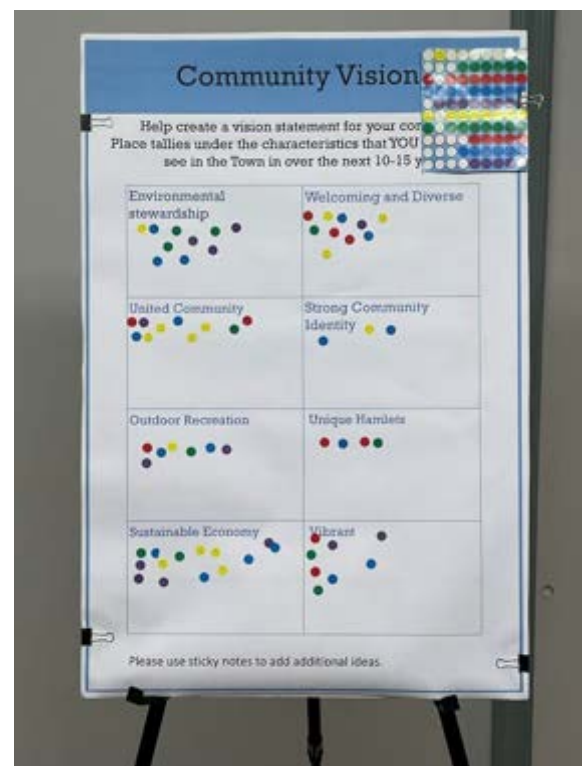 Community Vision
Help create a vision statement for your
Place tallies under the characteristics that YOU
see in the Town in over the next 10-15
Environmental
stewardship
Welcoming and Diverse
United Community
Strong Community
Identity
Outdoor Recreation
Unique Hamlets
Sustainable Economy
Vibrant
Please use sticky notes to add additional ideas.